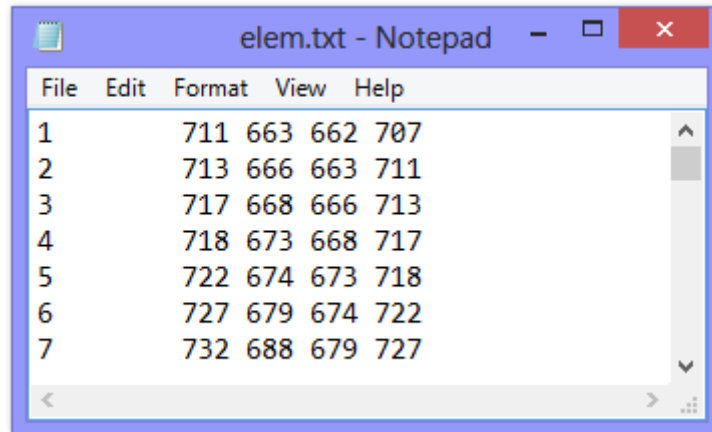 elem.txt - Notepad
File Edit Format View Help
1 711 663 662 707
2 713 666 663 711
3 717 668 666 713
4 718 673 668 717
5 722 674 673 718
6 727 679 674 722
7 732 688 679 727